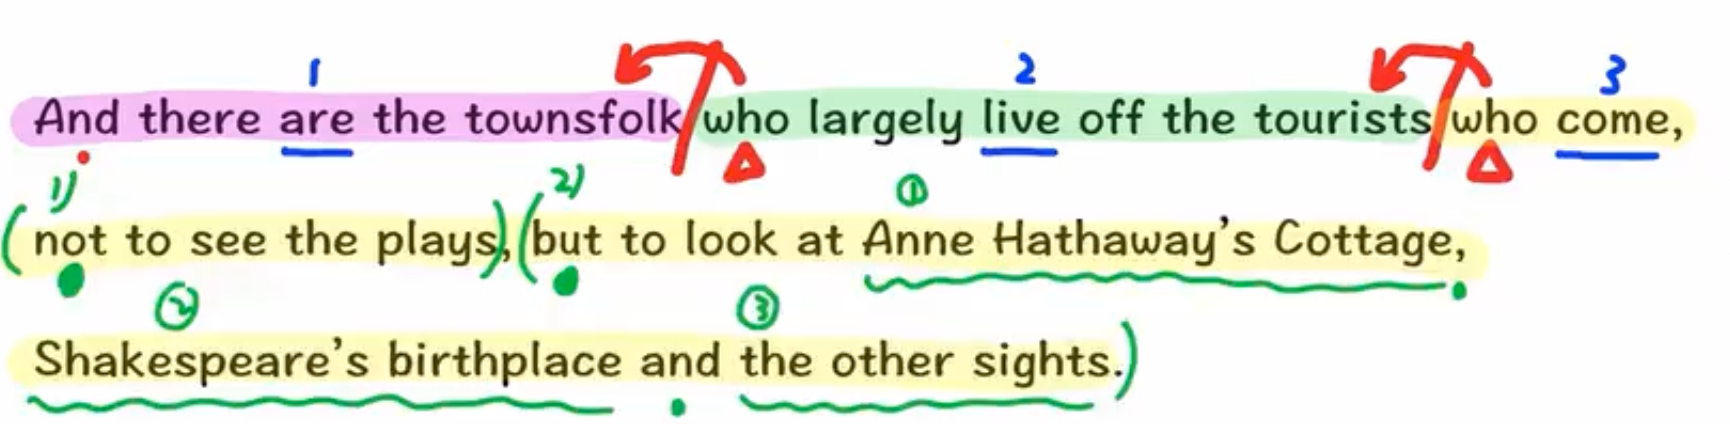 1 2 3
And there are the townsfolk who largely live off the tourists who come,
1) 2) ①
(not to see the plays), (but to look at Anne Hathaway's Cottage,
② ③
Shakespeare's birthplace and the other sights.)